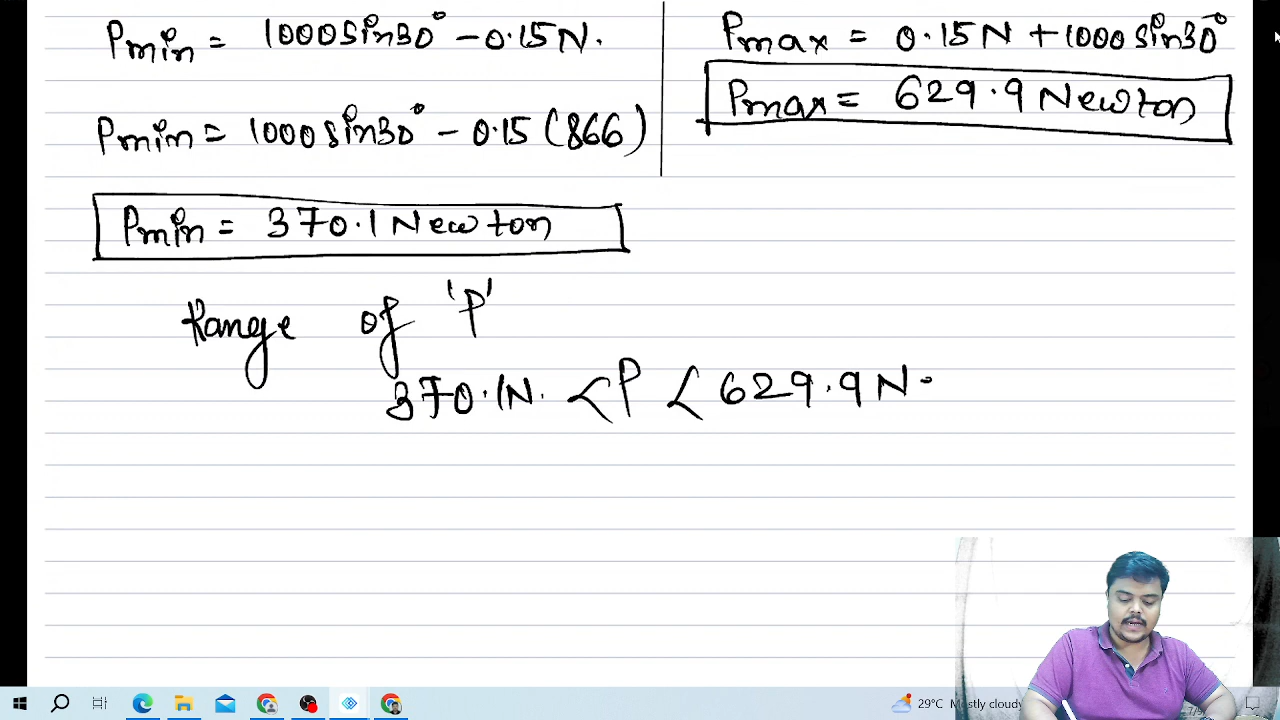 Pmin = 1000 sin30° - 0.15N.
Pmin = 1000 sin30° - 0.15 (866)
Pmin = 370.1 Newton
Pmax = 0.15N + 1000 sin30°
Pmax = 629.9 Newton
Range of 'P'
370.1N. < P < 629.9 N.
29°C Mostly cloudy